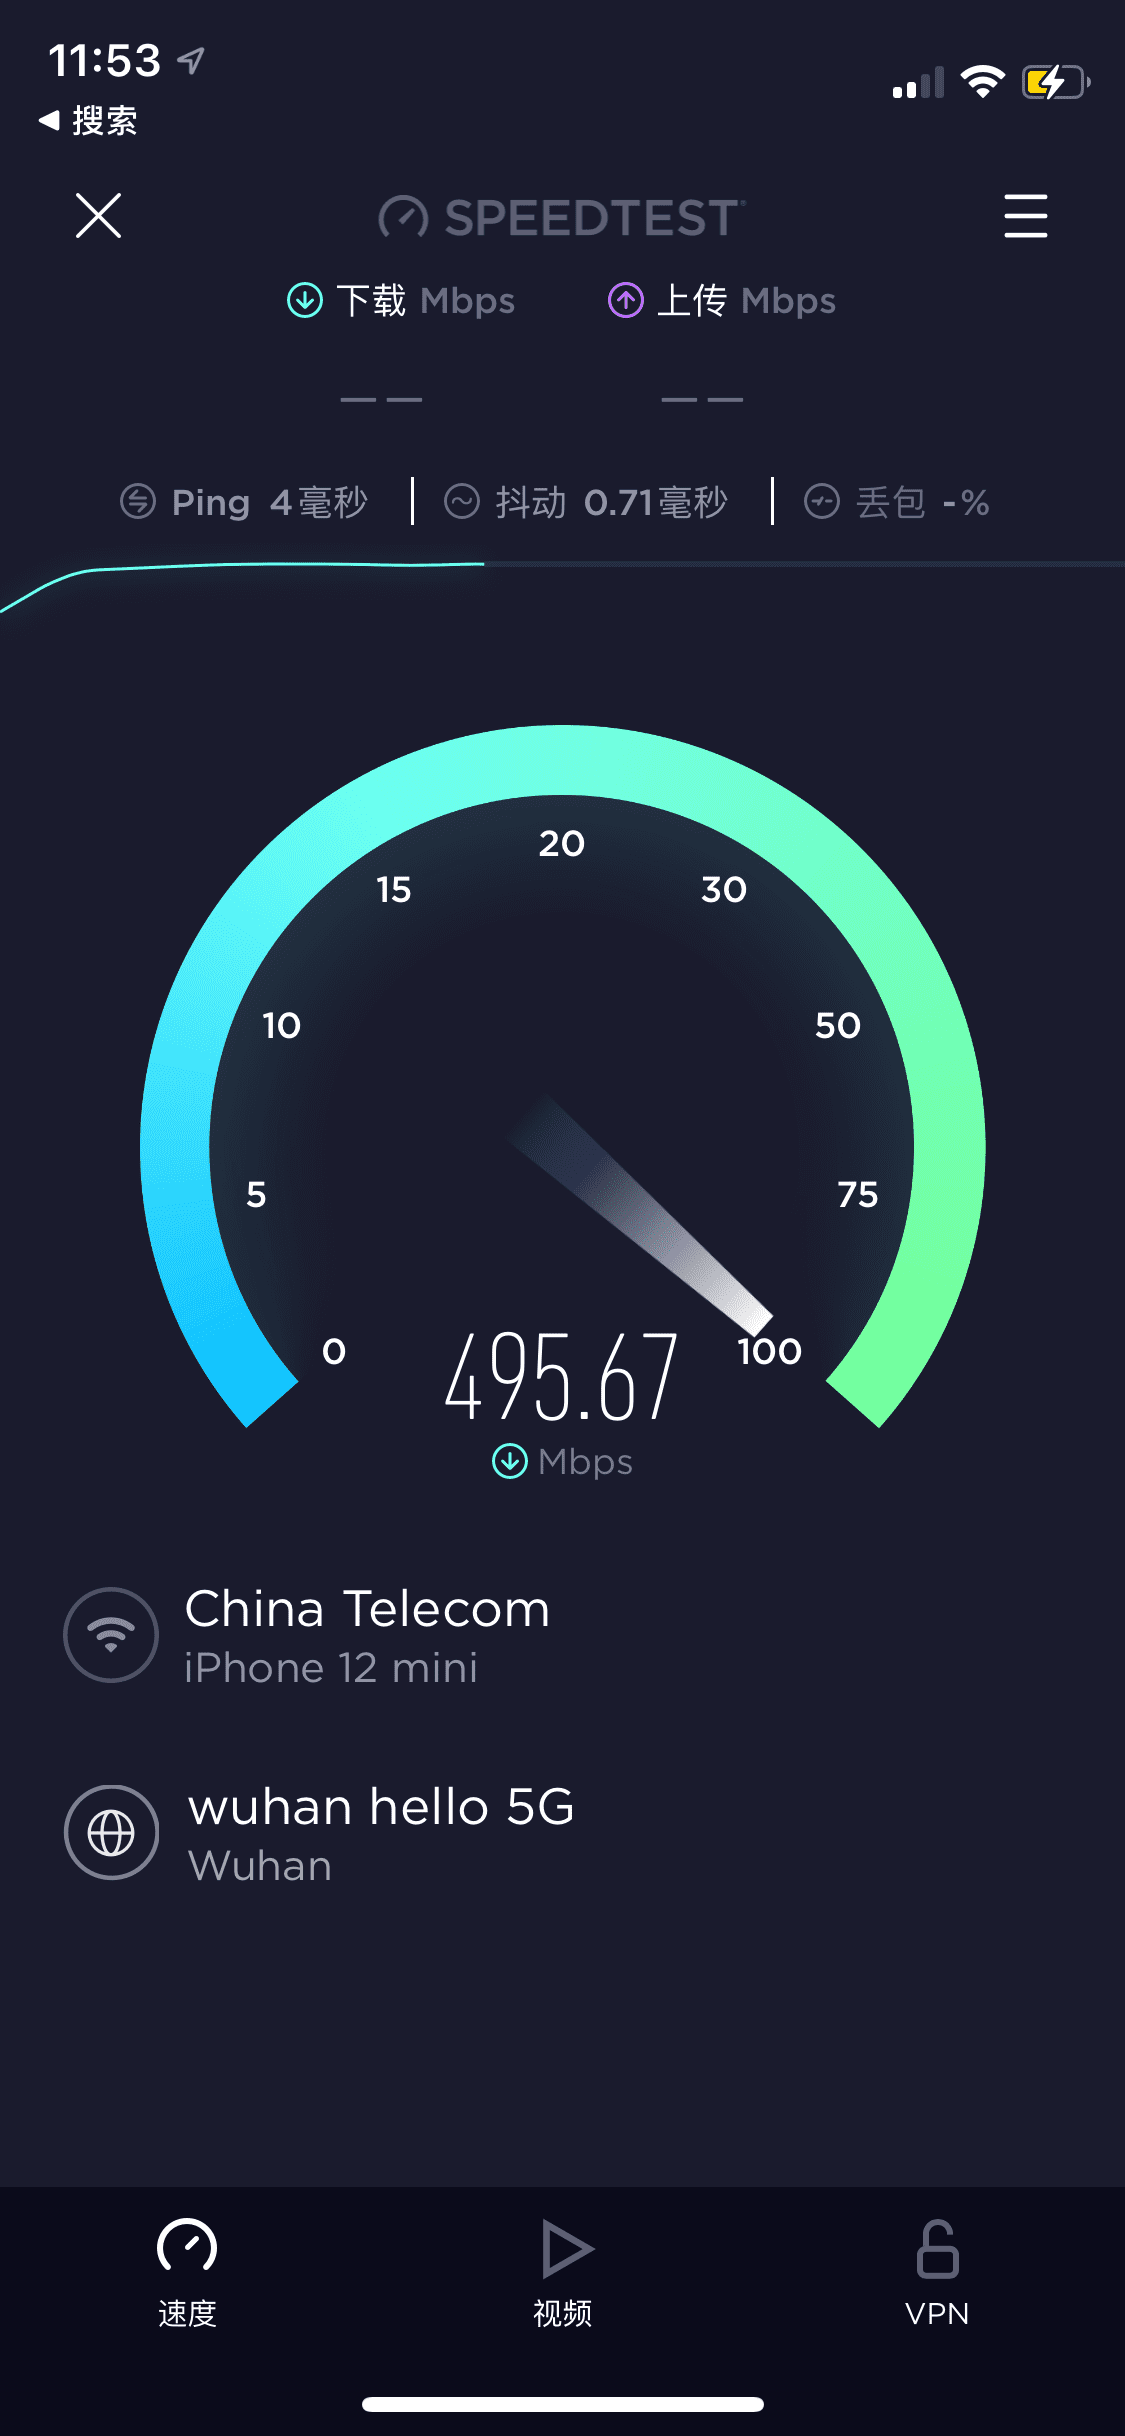 11:53
◀ 搜索
SPEEDTEST
下载 Mbps 上传 Mbps
— — — —
Ping 4毫秒 抖动 0.71毫秒 丢包 -%
20
15 30
10 50
5 75
0 100
495.67
Mbps
China Telecom
iPhone 12 mini
wuhan hello 5G
Wuhan
速度 视频 VPN